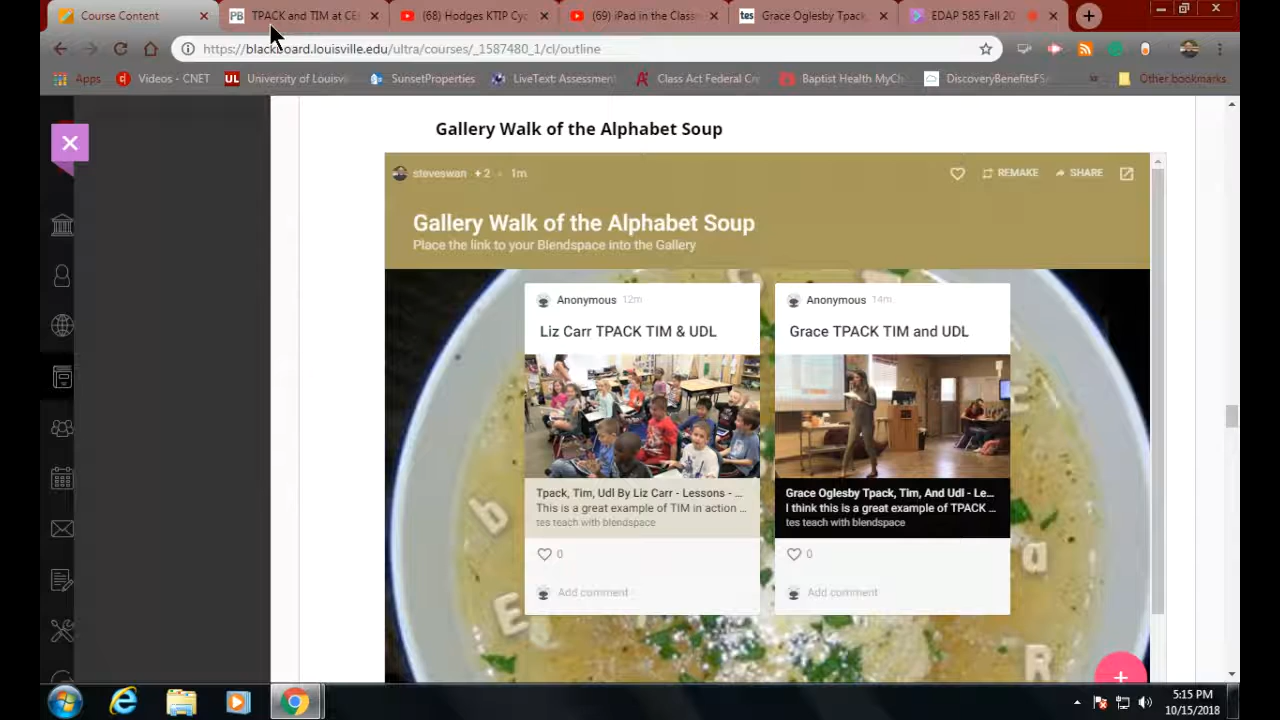 Course Content
PB TPACK and TIM at CE
(68) Hodges KTIP Cyc
(69) iPad in the Class
tes Grace Oglesby Tpack,
EDAP 585 Fall 20
https://blackboard.louisville.edu/ultra/courses/_1587480_1/cl/outline
Apps
Videos - CNET
UL University of Louisv
SunsetProperties
LiveText: Assessment
Class Act Federal Cr
Baptist Health MyCh
DiscoveryBenefitsFS
Other bookmarks
Gallery Walk of the Alphabet Soup
steveswan +2 • 1m
REMAKE
SHARE
Gallery Walk of the Alphabet Soup
Place the link to your Blendspace into the Gallery
Anonymous 12m
Liz Carr TPACK TIM & UDL
Tpack, Tim, Udl By Liz Carr - Lessons - ...
This is a great example of TIM in action ...
tes teach with blendspace
0
Add comment
Anonymous 14m
Grace TPACK TIM and UDL
Grace Oglesby Tpack, Tim, And Udl - Le...
I think this is a great example of TPACK ...
tes teach with blendspace
0
Add comment
b
a
E
R
5:15 PM
10/15/2018